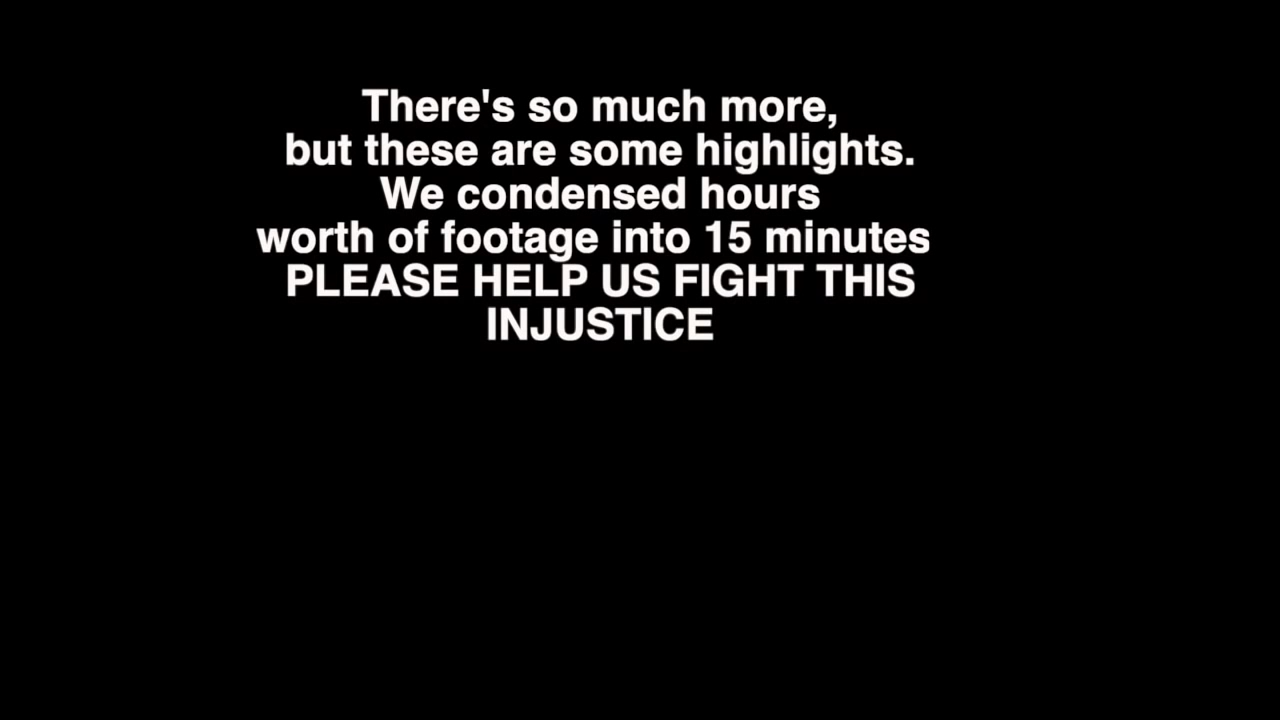 There's so much more,
but these are some highlights.
We condensed hours
worth of footage into 15 minutes
PLEASE HELP US FIGHT THIS
INJUSTICE